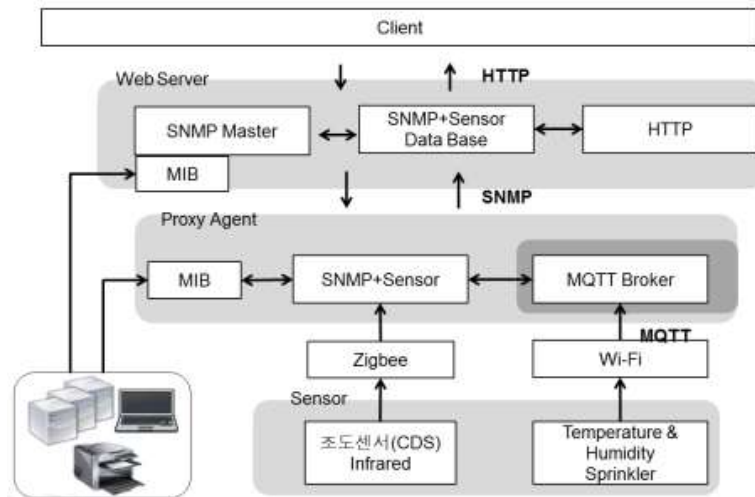 Client
HTTP
Web Server
SNMP Master
SNMP+Sensor
Data Base
HTTP
MIB
SNMP
Proxy Agent
MIB
SNMP+Sensor
MQTT Broker
MQTT
Zigbee
Wi-Fi
Sensor
조도센서(CDS)
Infrared
Temperature &
Humidity
Sprinkler